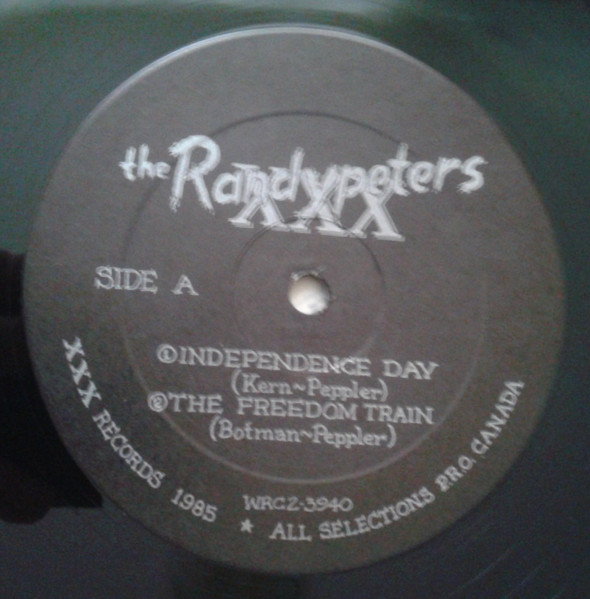 the Randypeters
XXX
SIDE A
①INDEPENDENCE DAY
(Kern~Peppler)
②THE FREEDOM TRAIN
(Botman~Peppler)
WRC2-3940
XXX RECORDS 1985 ★ ALL SELECTIONS P.R.O. CANADA